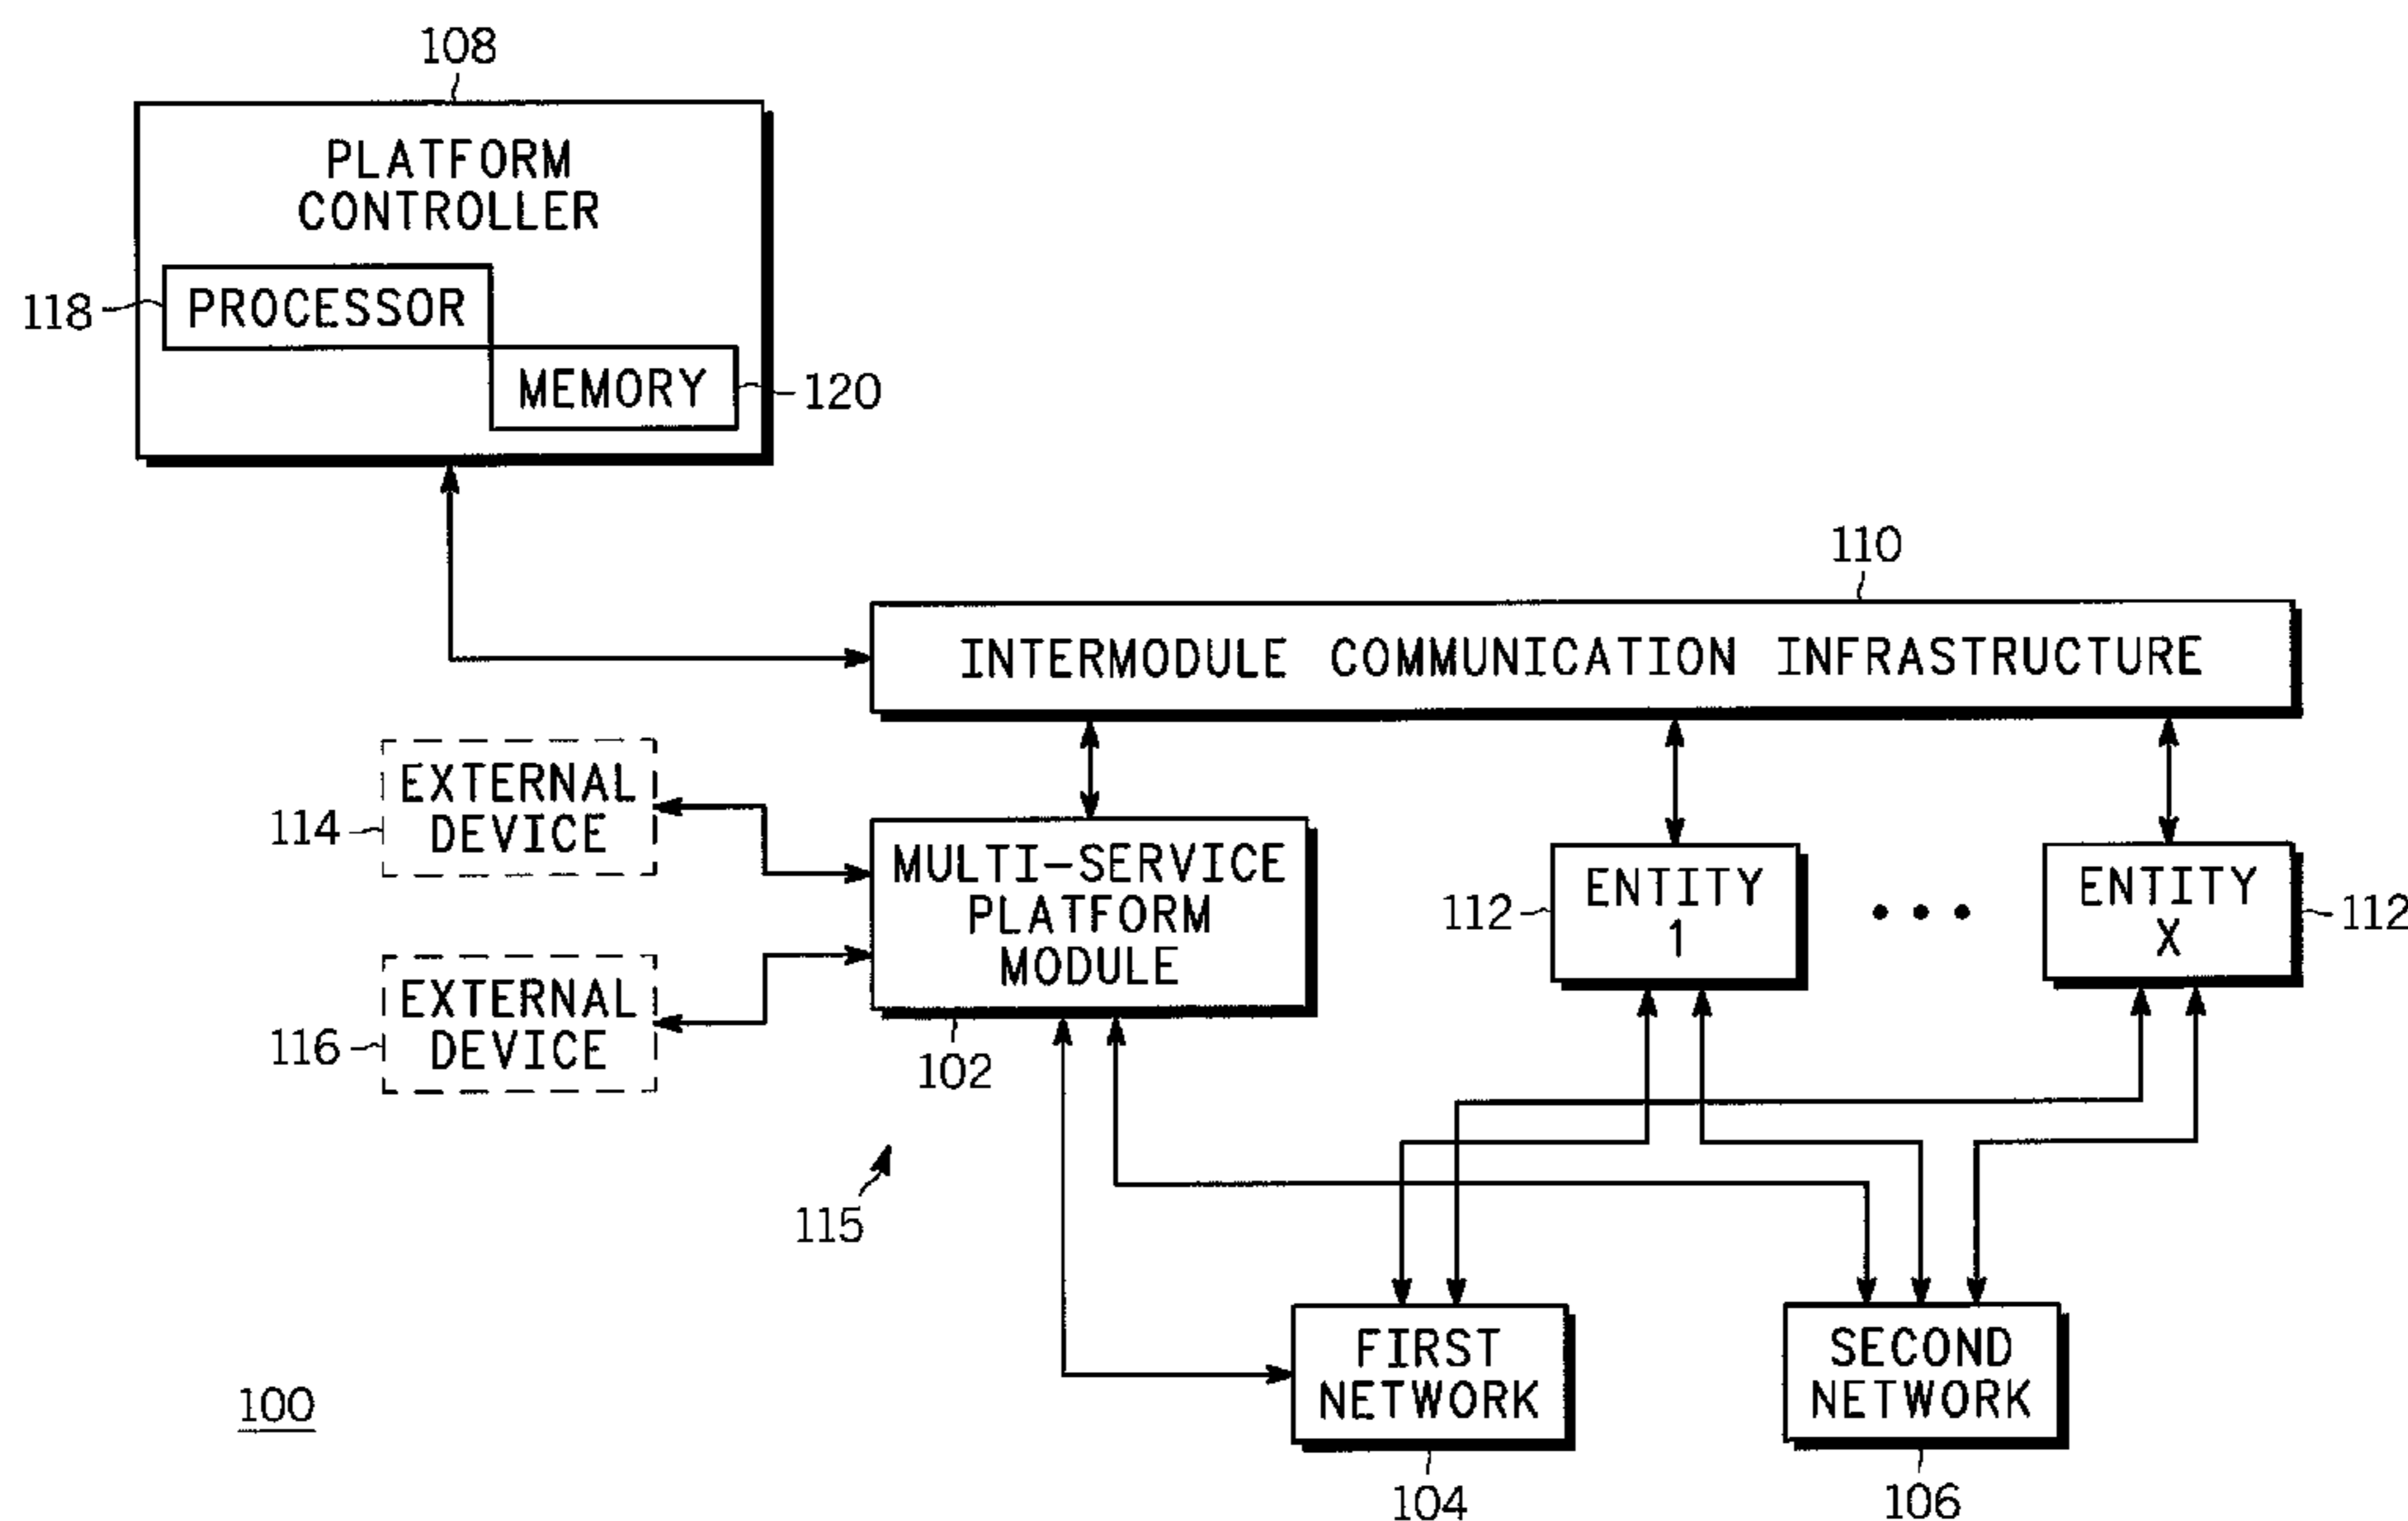 108
PLATFORM
CONTROLLER
118
PROCESSOR
MEMORY
120
110
INTERMODULE COMMUNICATION INFRASTRUCTURE
114
EXTERNAL
DEVICE
116
EXTERNAL
DEVICE
MULTI-SERVICE
PLATFORM
MODULE
102
112
ENTITY
1
• • •
ENTITY
X
112
115
FIRST
NETWORK
104
SECOND
NETWORK
106
100